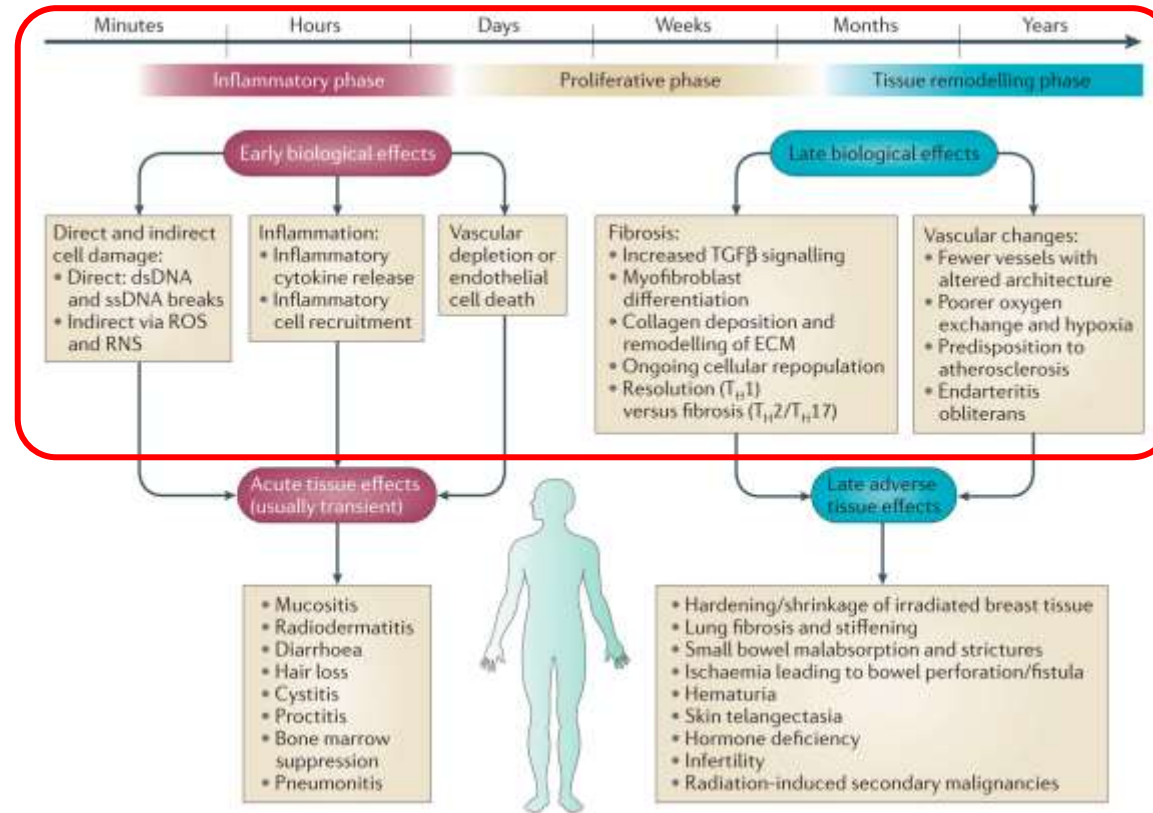 Minutes
Hours
Days
Weeks
Months
Years
Inflammatory phase
Proliferative phase
Tissue remodelling phase
Early biological effects
Late biological effects
Direct and indirect
cell damage:
• Direct: dsDNA
and ssDNA breaks
• Indirect via ROS
and RNS
Inflammation:
• Inflammatory
cytokine release
• Inflammatory
cell recruitment
Vascular
depletion or
endothelial
cell death
Fibrosis:
• Increased TGFβ signalling
• Myofibroblast
differentiation
• Collagen deposition and
remodelling of ECM
• Ongoing cellular repopulation
• Resolution (TH1)
versus fibrosis (TH2/TH17)
Vascular changes:
• Fewer vessels with
altered architecture
• Poorer oxygen
exchange and hypoxia
• Predisposition to
atherosclerosis
• Endarteritis
obliterans
Acute tissue effects
(usually transient)
Late adverse
tissue effects
• Mucositis
• Radiodermatitis
• Diarrhoea
• Hair loss
• Cystitis
• Proctitis
• Bone marrow
suppression
• Pneumonitis
• Hardening/shrinkage of irradiated breast tissue
• Lung fibrosis and stiffening
• Small bowel malabsorption and strictures
• Ischaemia leading to bowel perforation/fistula
• Hematuria
• Skin telangectasia
• Hormone deficiency
• Infertility
• Radiation-induced secondary malignancies